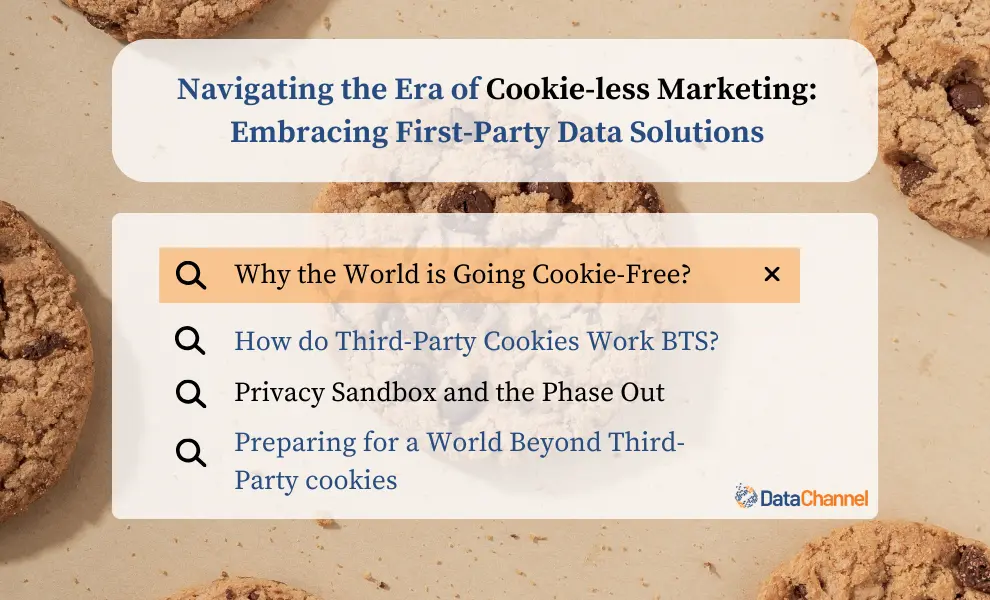 Navigating the Era of Cookie-less Marketing:
Embracing First-Party Data Solutions
Why the World is Going Cookie-Free?
How do Third-Party Cookies Work BTS?
Privacy Sandbox and the Phase Out
Preparing for a World Beyond Third-
Party cookies
DataChannel